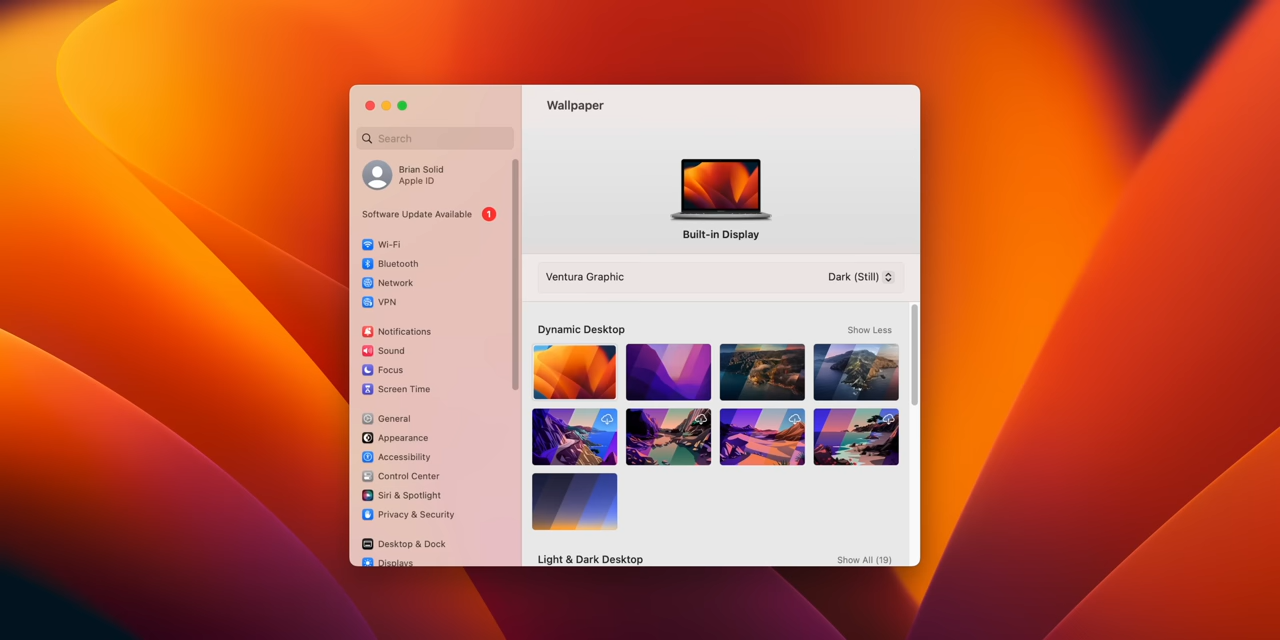 Wallpaper
Search
Brian Solid
Apple ID
Software Update Available 1
Wi-Fi
Bluetooth
Network
VPN
Notifications
Sound
Focus
Screen Time
General
Appearance
Accessibility
Control Center
Siri & Spotlight
Privacy & Security
Desktop & Dock
Displays
Built-in Display
Ventura Graphic Dark (Still)
Dynamic Desktop Show Less
Light & Dark Desktop Show All (19)